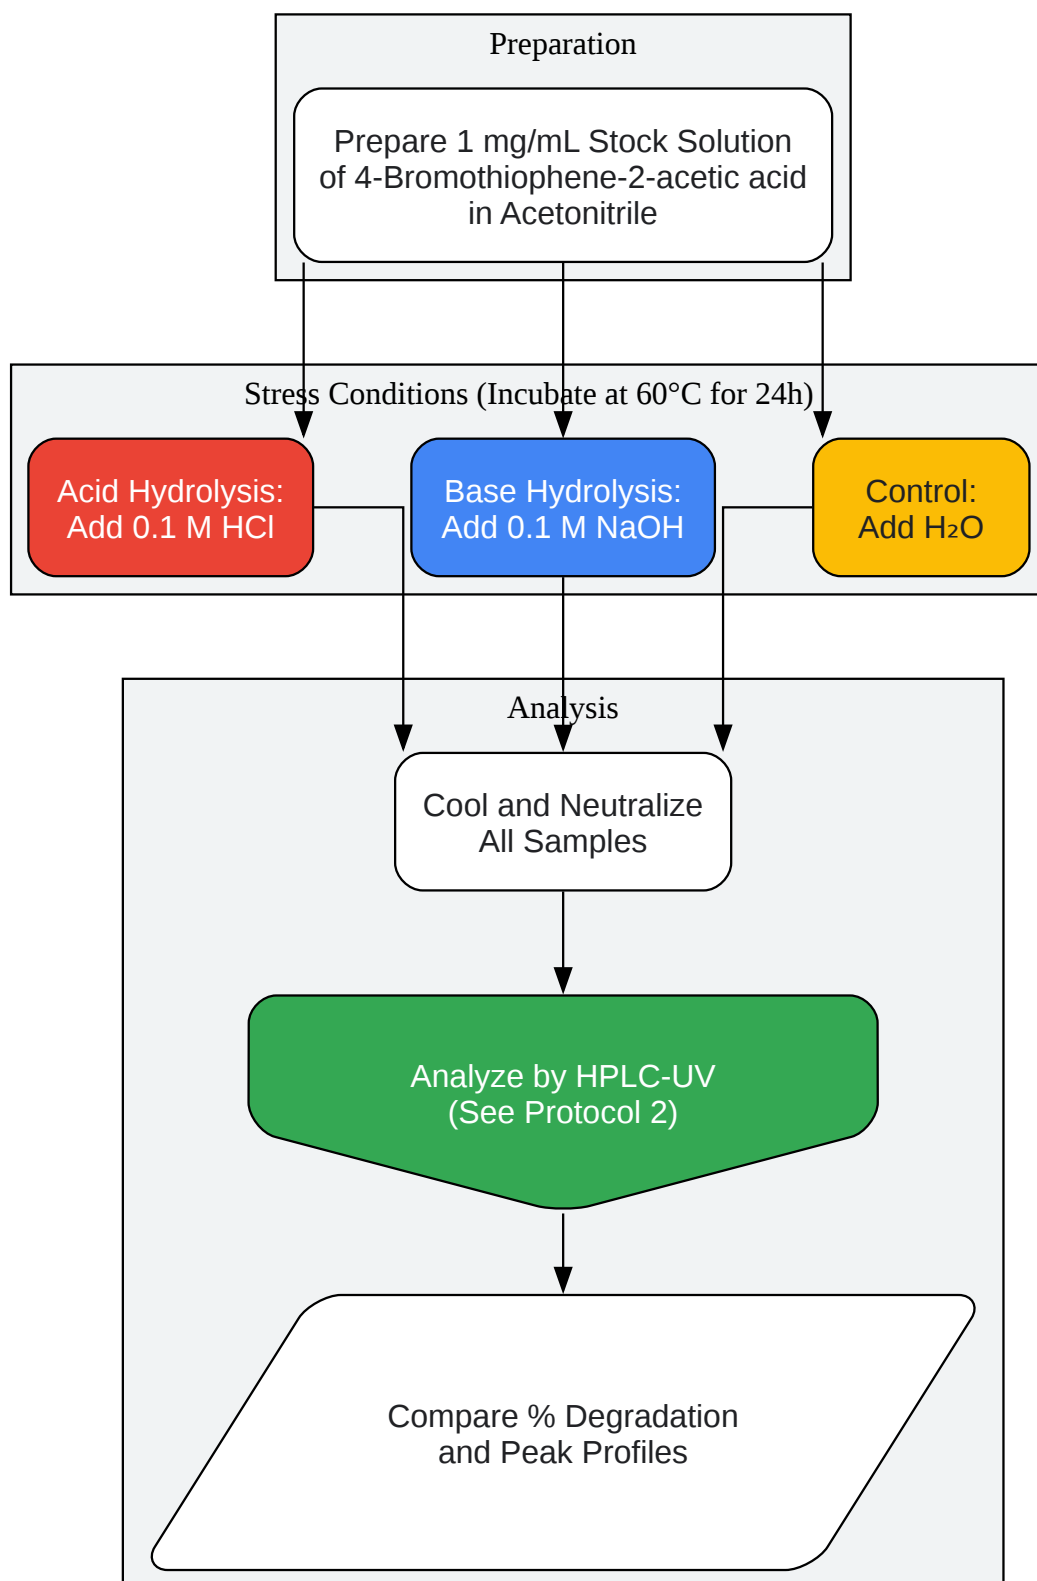 Preparation
Prepare 1 mg/mL Stock Solution
of 4-Bromothiophene-2-acetic acid
in Acetonitrile
Stress Conditions (Incubate at 60°C for 24h)
Acid Hydrolysis:
Add 0.1 M HCl
Base Hydrolysis:
Add 0.1 M NaOH
Control:
Add H₂O
Analysis
Cool and Neutralize
All Samples
Analyze by HPLC-UV
(See Protocol 2)
Compare % Degradation
and Peak Profiles